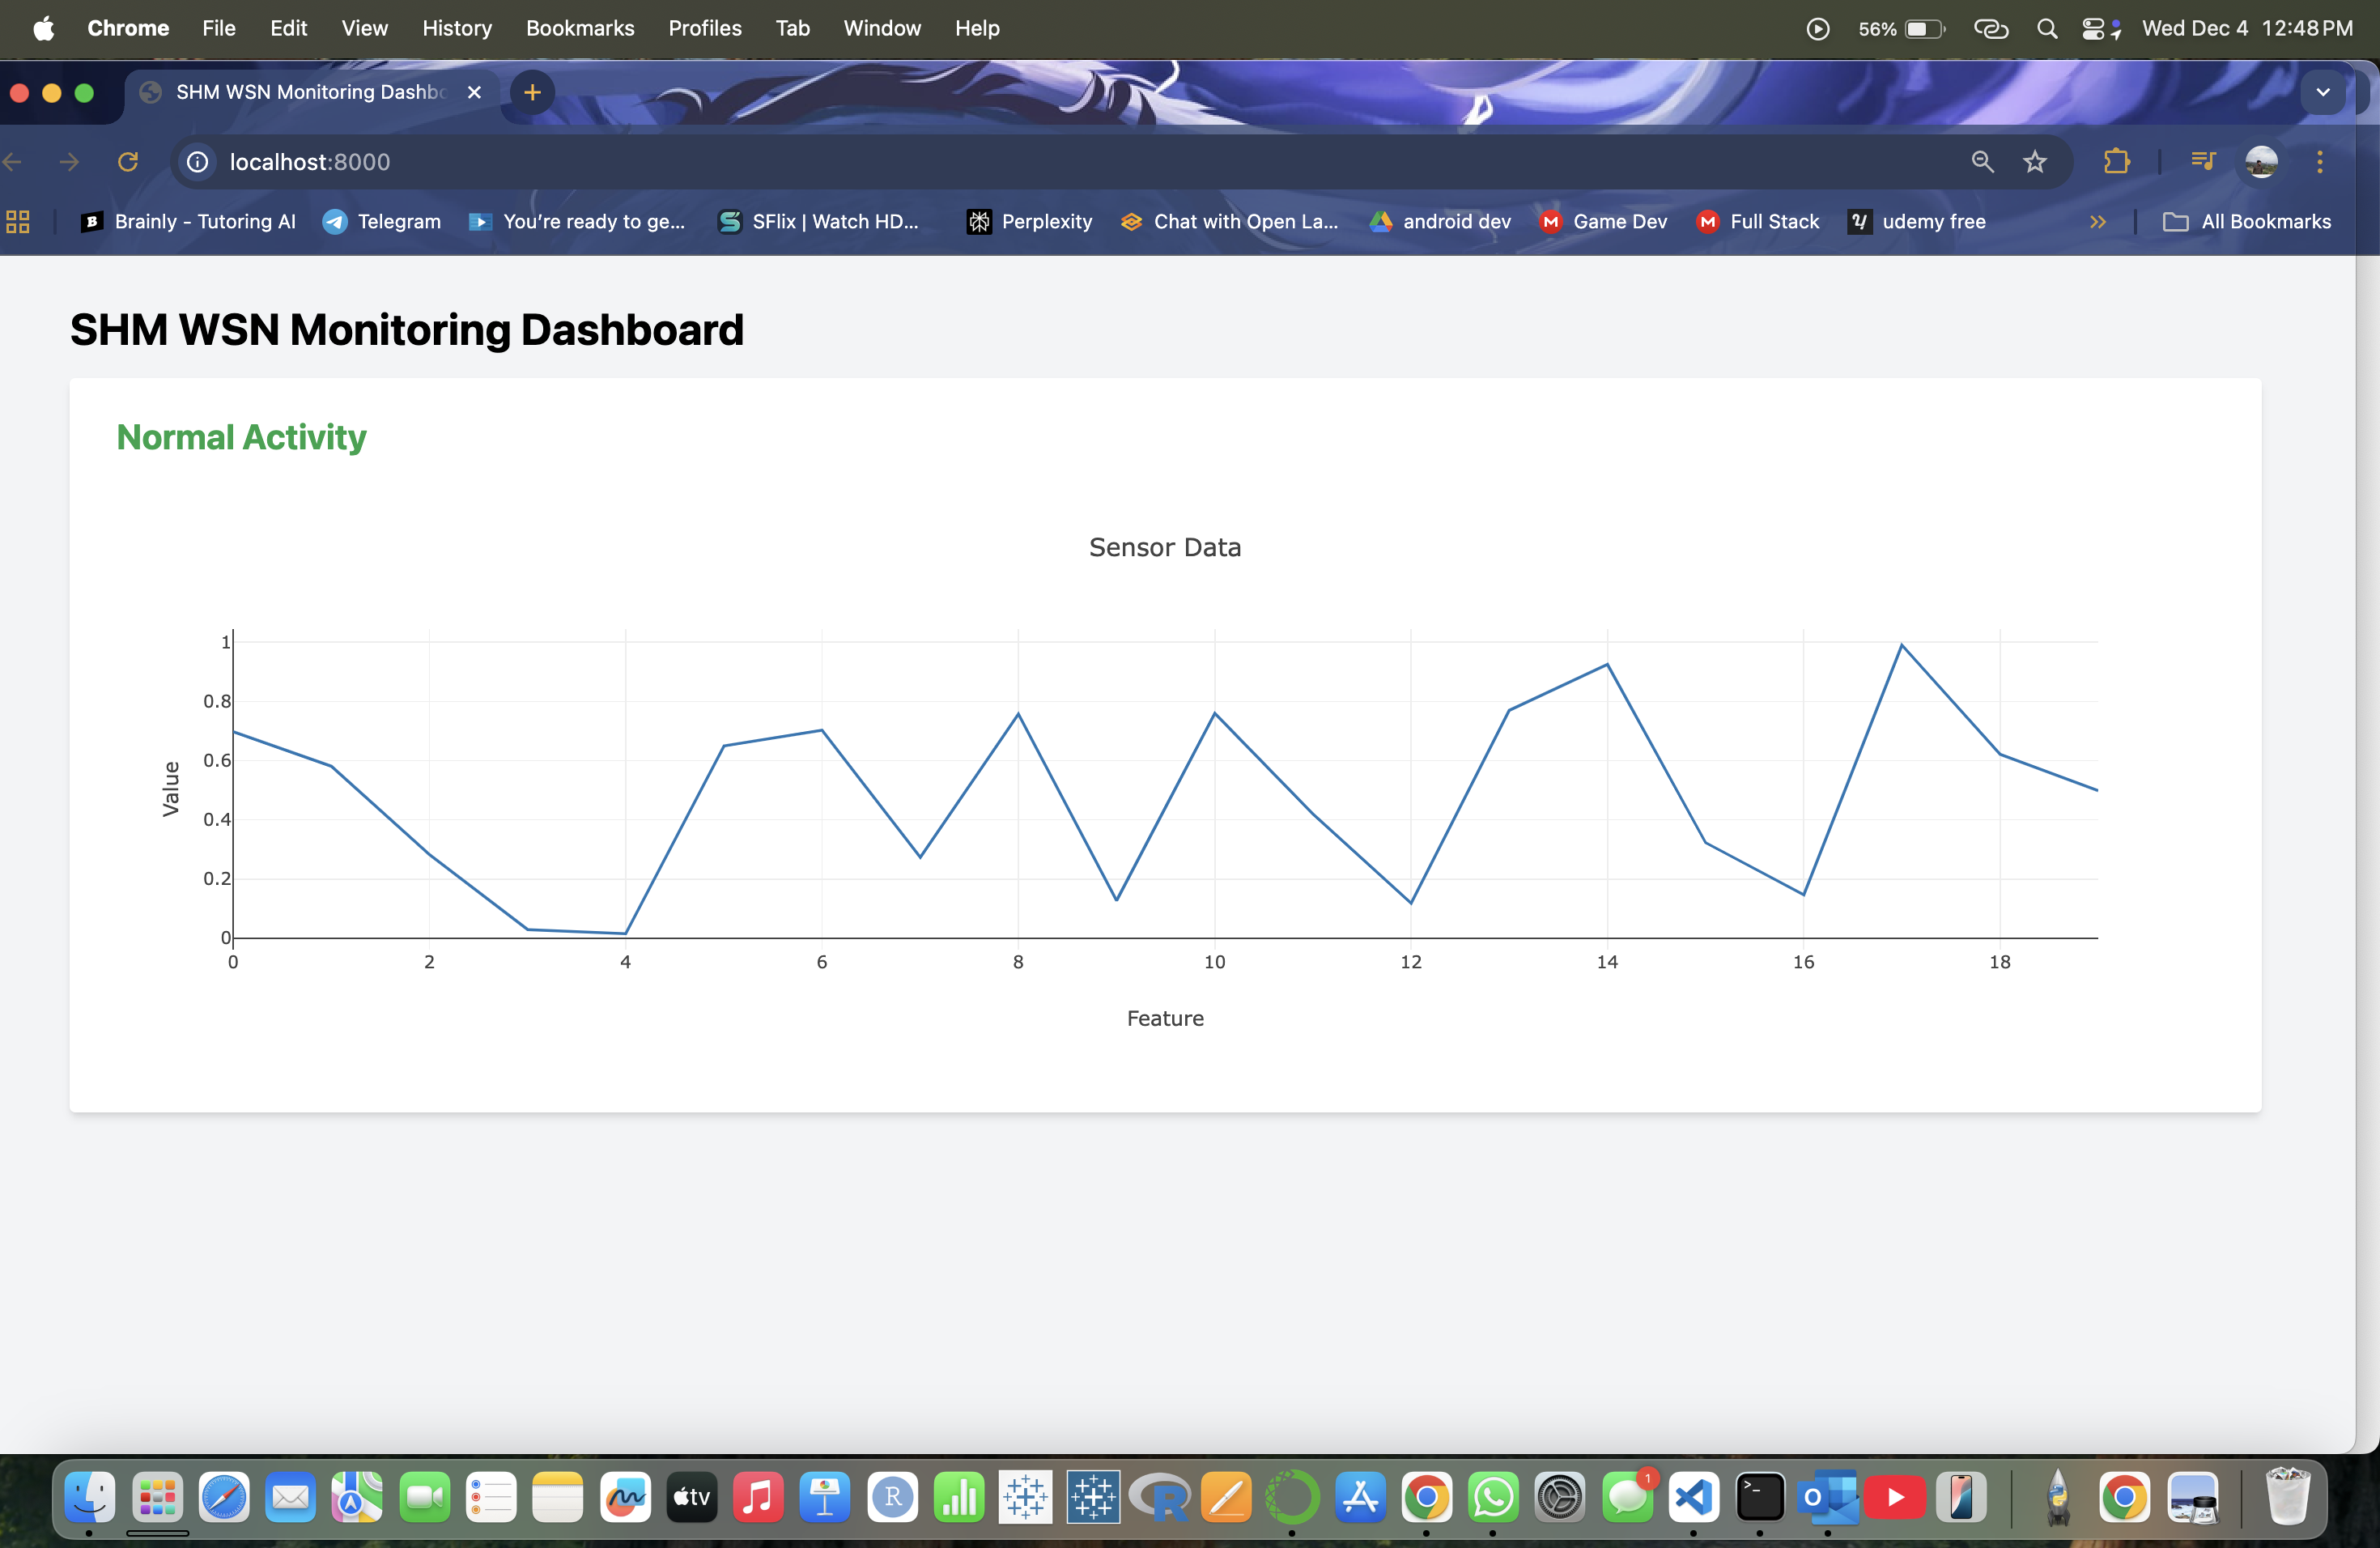 Chrome File Edit View History Bookmarks Profiles Tab Window Help 56% Wed Dec 4 12:48 PM
SHM WSN Monitoring Dashbo
localhost:8000
Brainly - Tutoring AI Telegram You're ready to ge... SFlix | Watch HD... Perplexity Chat with Open La... android dev Game Dev Full Stack udemy free All Bookmarks
SHM WSN Monitoring Dashboard
Normal Activity
Sensor Data
Value
1
0.8
0.6
0.4
0.2
0
0 2 4 6 8 10 12 14 16 18
Feature
tv R R 1 >_ O